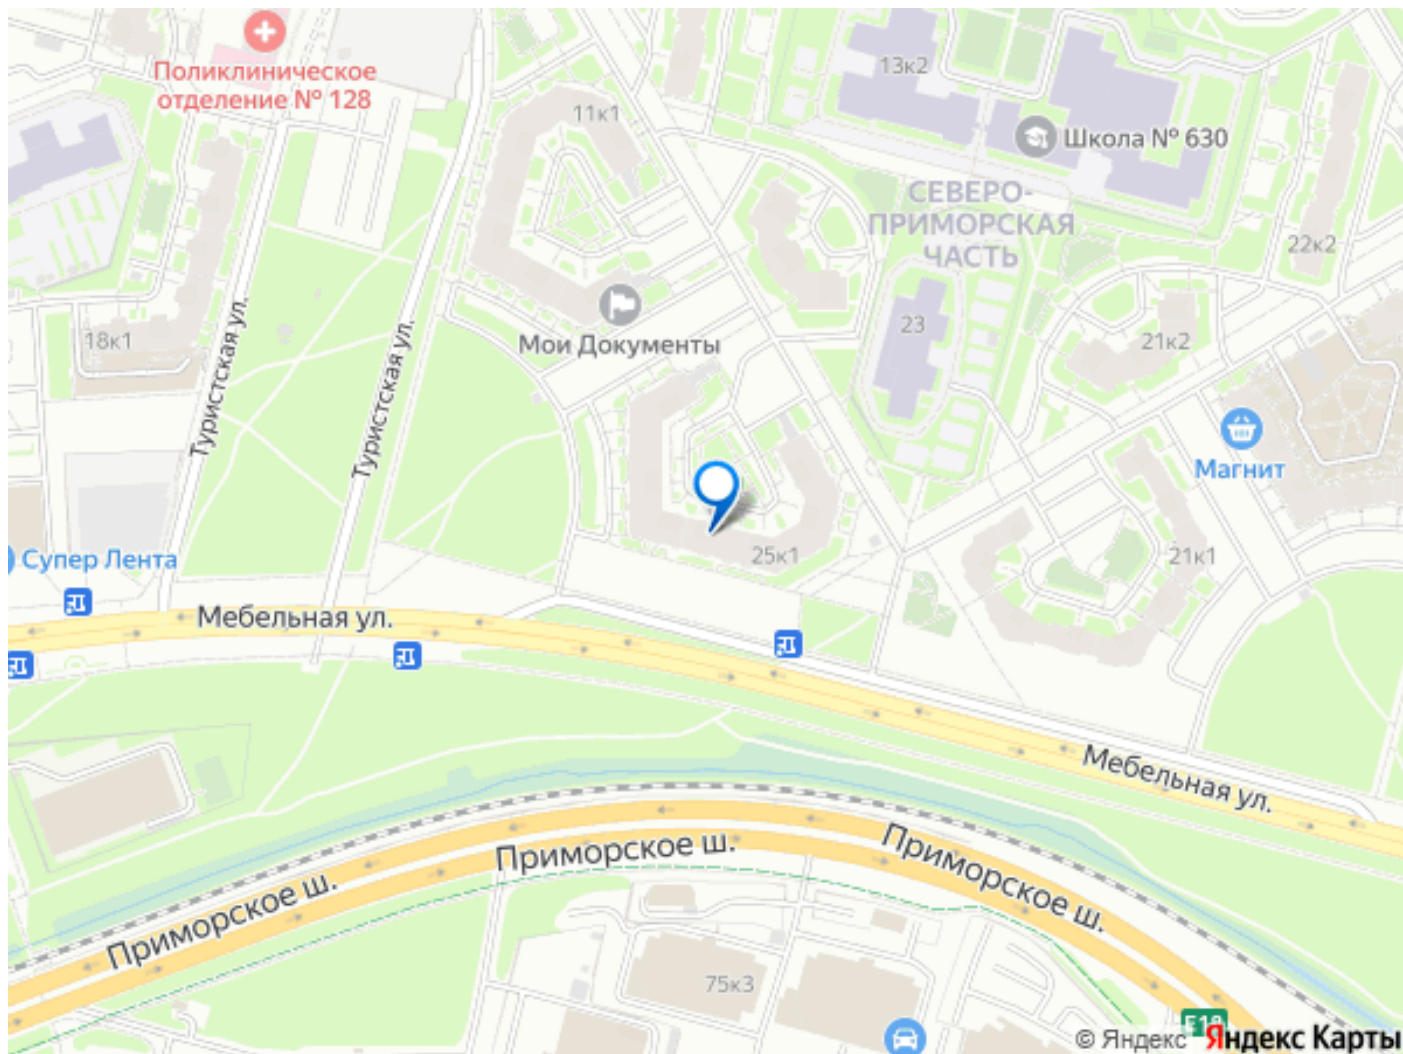 Поликлиническое
отделение № 128
11к1
13к2
Школа № 630
СЕВЕРО-
ПРИМОРСКАЯ
ЧАСТЬ
22к2
18к1
Туристская ул.
Туристская ул.
Мои Документы
23
21к2
Магнит
Супер Лента
25к1
21к1
Мебельная ул.
Мебельная ул.
Приморское ш.
Приморское ш.
Приморское ш.
75к3
E18
© Яндекс Яндекс Карты